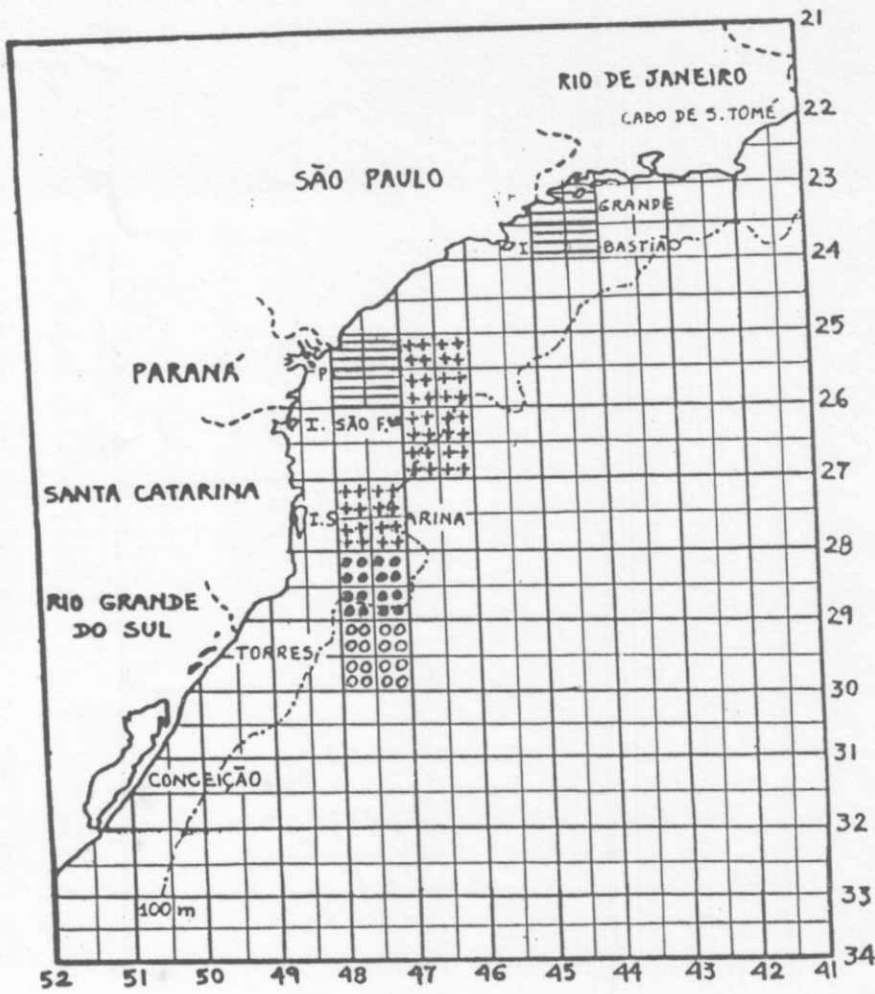 21
RIO DE JANEIRO
CABO DE S. TOMÉ
22
SÃO PAULO
23
GRANDE
I
BASTIÃO
24
25
PARANÁ
P
26
I. SÃO F.
27
SANTA CATARINA
I.S
ARINA
28
RIO GRANDE
DO SUL
29
TORRES
30
31
CONCEIÇÃO
32
33
100 m
34
52 51 50 49 48 47 46 45 44 43 42 41